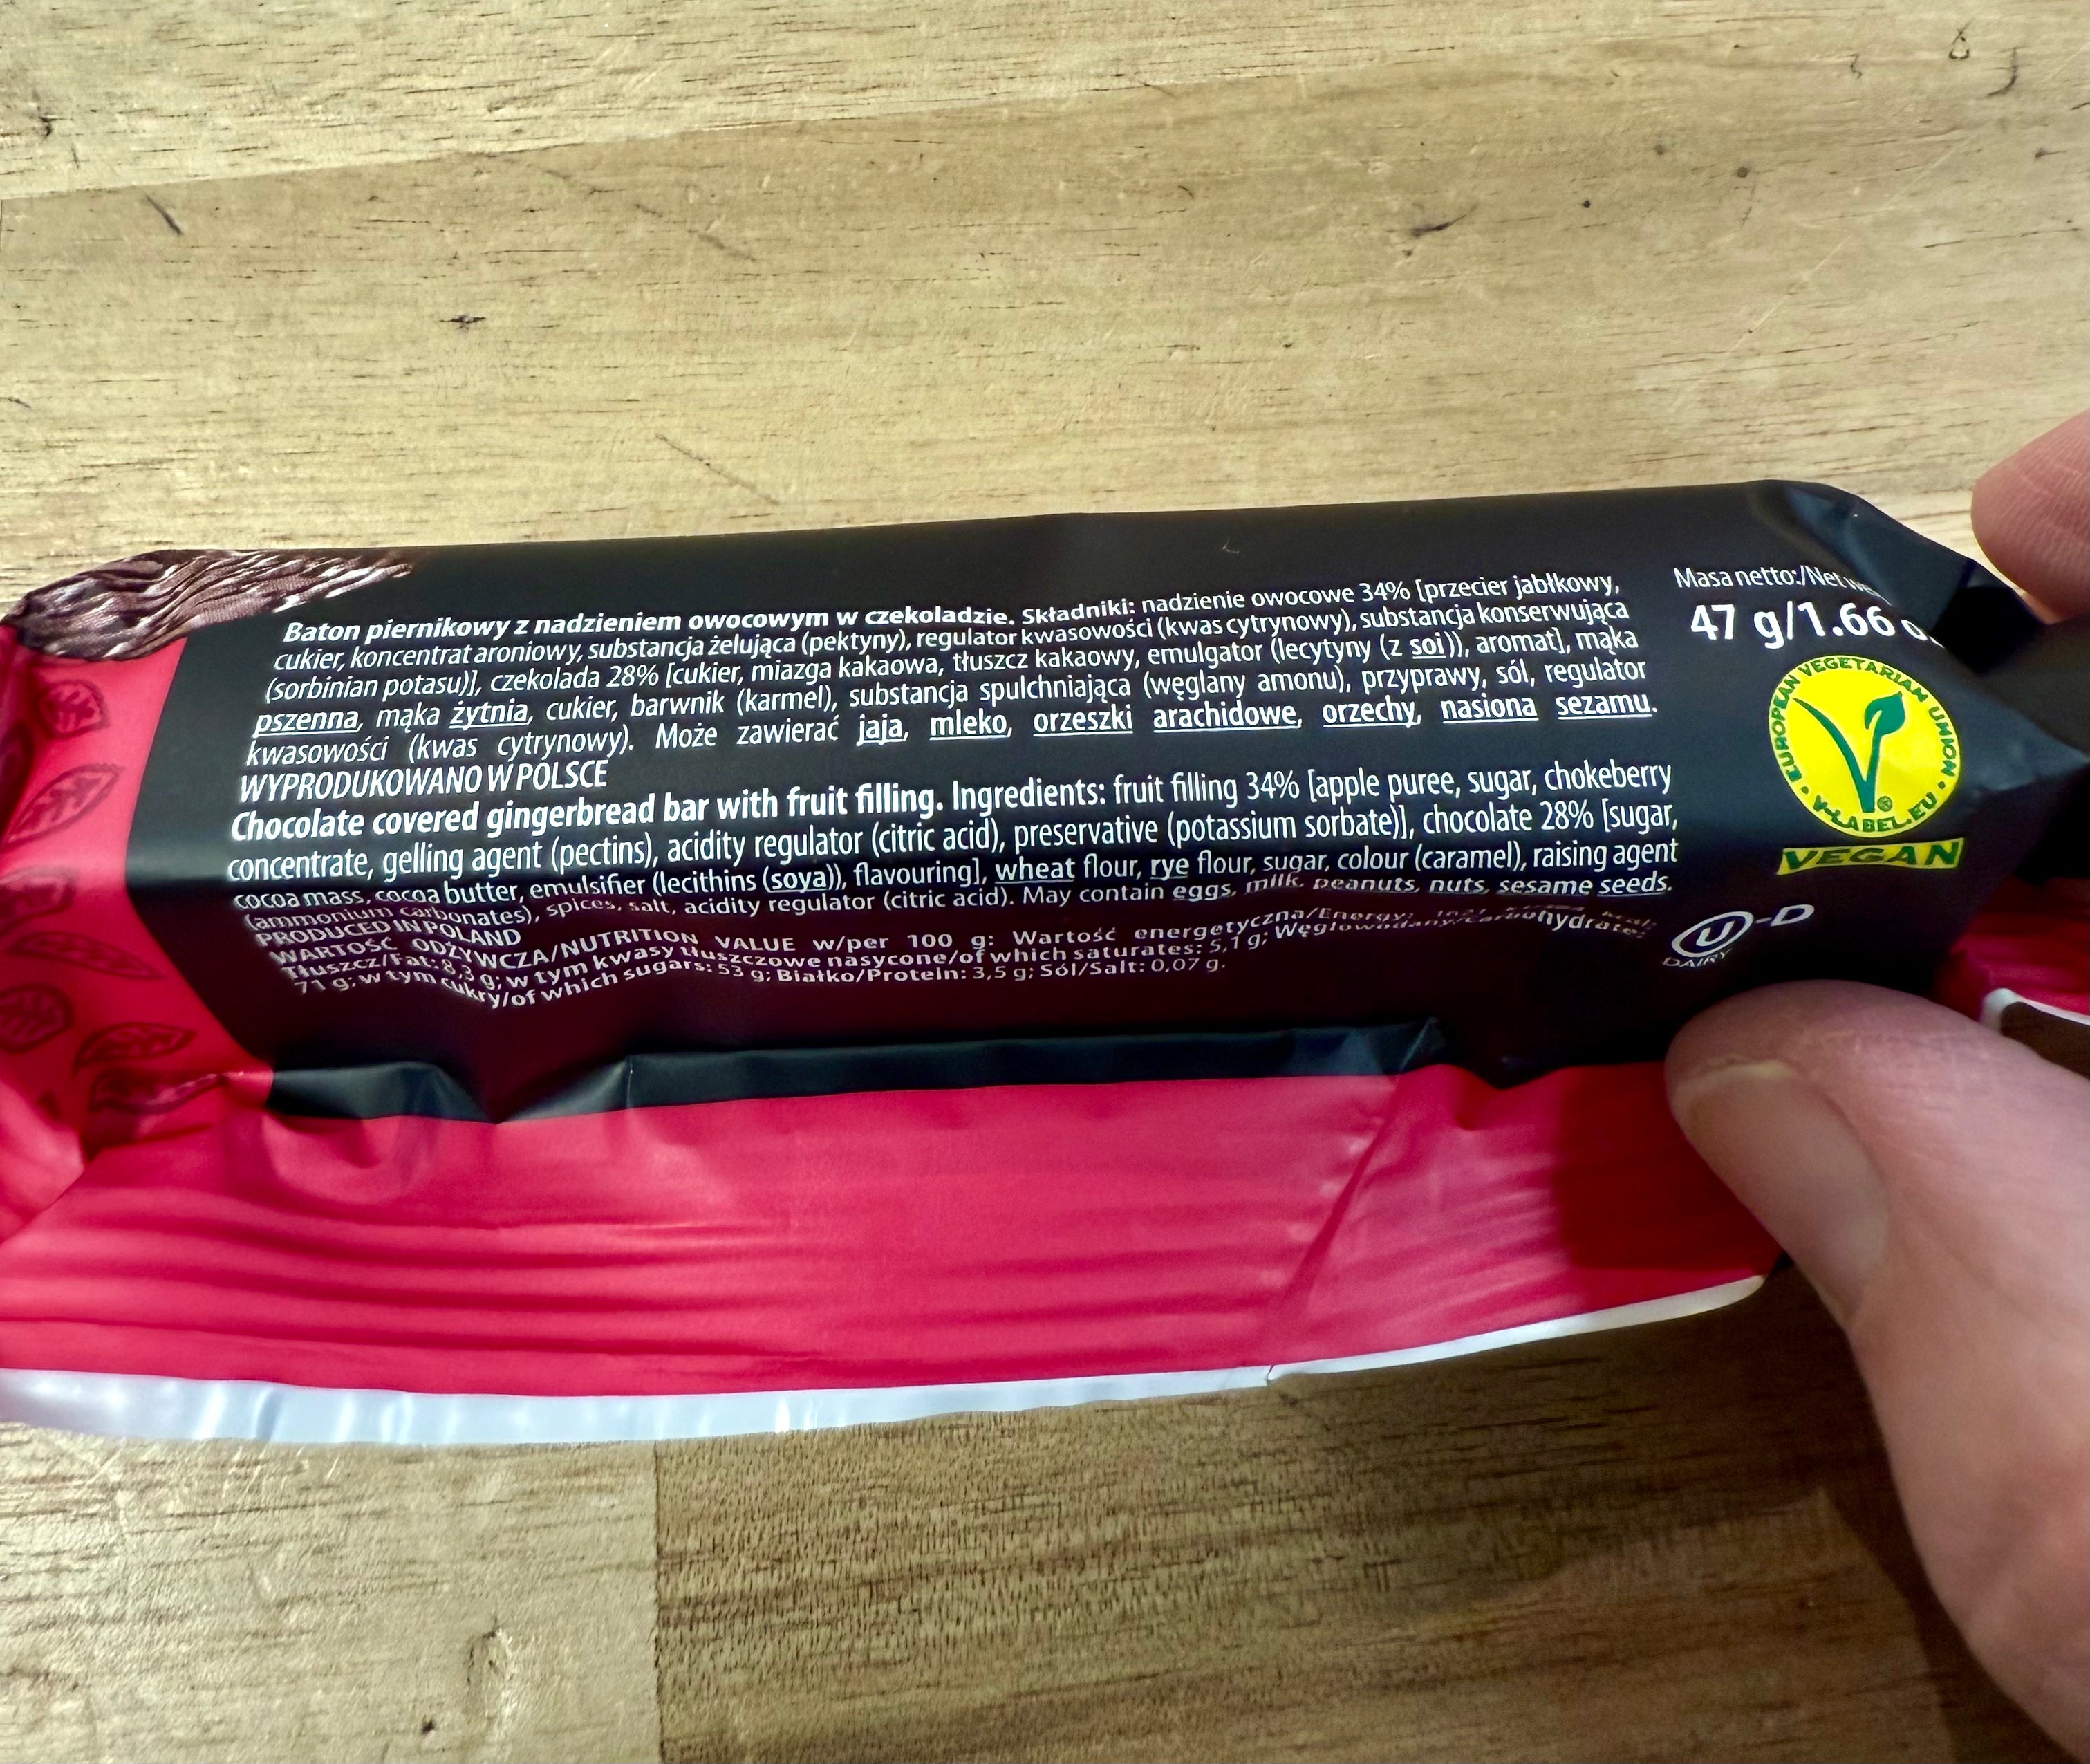 Baton piernikowy z nadzieniem owocowym w czekoladzie. Składniki: nadzienie owocowe 34% [przecier jabłkowy,
cukier, koncentrat aroniowy, substancja żelująca (pektyny), regulator kwasowości (kwas cytrynowy), substancja konserwująca
(sorbinian potasu)], czekolada 28% [cukier, miazga kakaowa, tłuszcz kakaowy, emulgator (lecytyny (z soi)), aromat], mąka
pszenna, mąka żytnia, cukier, barwnik (karmel), substancja spulchniająca (węglany amonu), przyprawy, sól, regulator
kwasowości (kwas cytrynowy). Może zawierać jaja, mleko, orzeszki arachidowe, orzechy, nasiona sezamu.
WYPRODUKOWANO W POLSCE
Chocolate covered gingerbread bar with fruit filling. Ingredients: fruit filling 34% [apple puree, sugar, chokeberry
concentrate, gelling agent (pectins), acidity regulator (citric acid), preservative (potassium sorbate)], chocolate 28% [sugar,
cocoa mass, cocoa butter, emulsifier (lecithins (soya)), flavouring], wheat flour, rye flour, sugar, colour (caramel), raising agent
(ammonium carbonates), spices, salt, acidity regulator (citric acid). May contain eggs, milk, peanuts, nuts, sesame seeds.
PRODUCED IN POLAND
WARTOŚĆ ODŻYWCZA/NUTRITION VALUE w/per 100 g: Wartość energetyczna/Energy:
Tłuszcz/Fat: 8,3 g; w tym kwasy tłuszczowe nasycone/of which saturates: 5,1 g; Węglowodany/Carbohydrate:
71 g; w tym cukry/of which sugars: 53 g; Białko/Protein: 3,5 g; Sól/Salt: 0,07 g.
Masa netto:/Net
47 g/1.66
EUROPEAN VEGETARIAN UNION
V-LABEL.EU
®
VEGAN
U-D
DAIRY